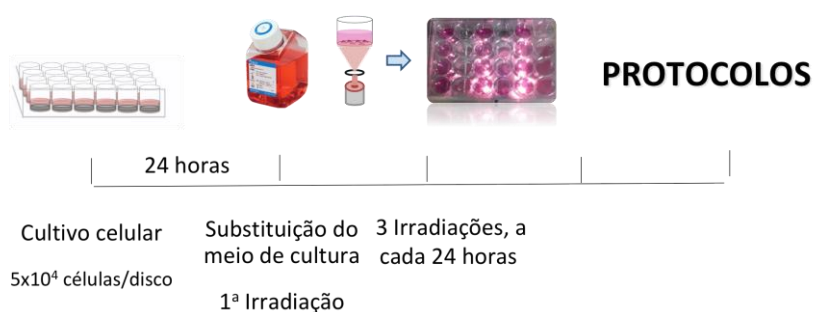 PROTOCOLOS
24 horas
Cultivo celular
5x10⁴ células/disco
Substituição do
meio de cultura
1ª Irradiação
3 Irradiações, a
cada 24 horas